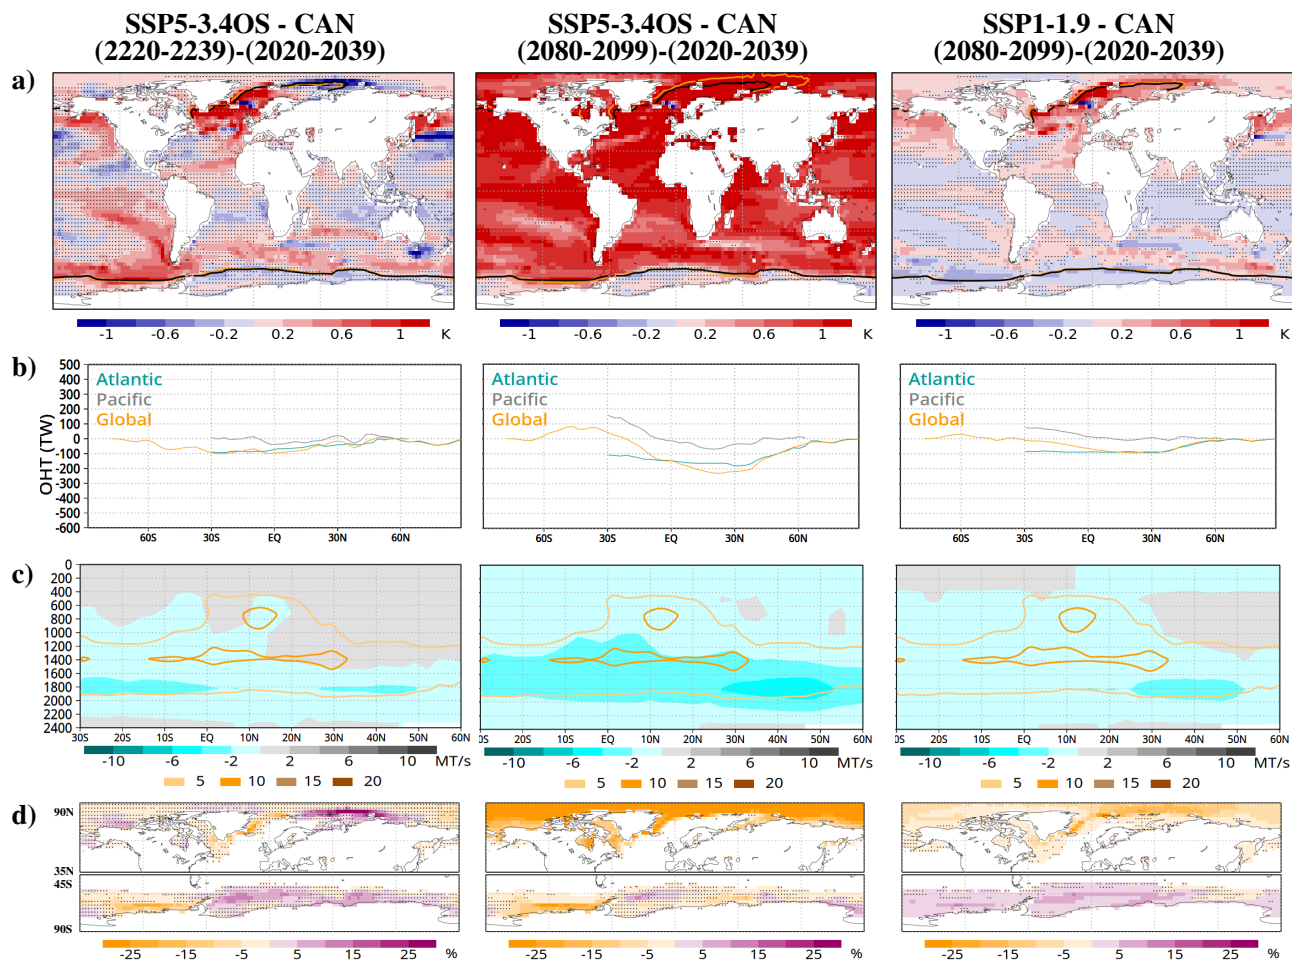 SSP5-3.4OS - CAN SSP5-3.4OS - CAN SSP1-1.9 - CAN
(2220-2239)-(2020-2039) (2080-2099)-(2020-2039) (2080-2099)-(2020-2039)
a)
-1 -0.6 -0.2 0.2 0.6 1 K -1 -0.6 -0.2 0.2 0.6 1 K -1 -0.6 -0.2 0.2 0.6 1 K
b)
500
400
300
200
100
0
-100
-200
-300
-400
-500
-600
OHT (TW)
Atlantic Atlantic Atlantic
Pacific Pacific Pacific
Global Global Global
60S 30S EQ 30N 60N 60S 30S EQ 30N 60N 60S 30S EQ 30N 60N
c)
0
200
400
600
800
1000
1200
1400
1600
1800
2000
2200
2400
30S 20S 10S EQ 10N 20N 30N 40N 50N 60N 0S 20S 10S EQ 10N 20N 30N 40N 50N 60N 0S 20S 10S EQ 10N 20N 30N 40N 50N 60N
-10 -6 -2 2 6 10 MT/s -10 -6 -2 2 6 10 MT/s -10 -6 -2 2 6 10 MT/s
5 10 15 20 5 10 15 20 5 10 15 20
d)
90N
35N
45S
90S
-25 -15 -5 5 15 25 % -25 -15 -5 5 15 25 % -25 -15 -5 5 15 25 %